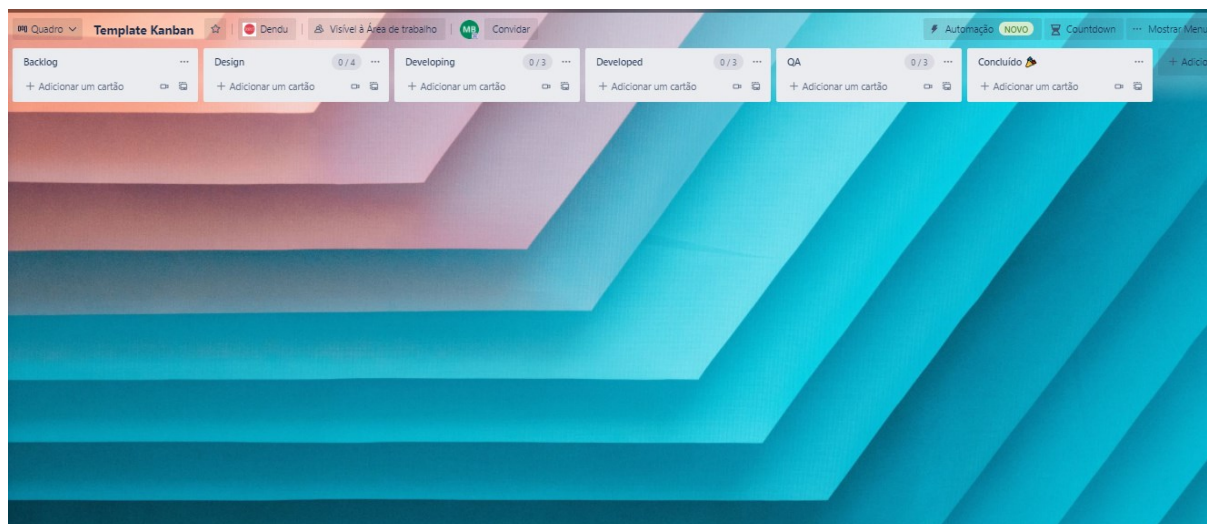 Quadro Template Kanban Dendu Visível à Área de trabalho MB Convidar Automação NOVO Countdown ... Mostrar Menu
Backlog ... Design 0/4 ... Developing 0/3 ... Developed 0/3 ... QA 0/3 ... Concluído 🎉 ...
+ Adicionar um cartão + Adicionar um cartão + Adicionar um cartão + Adicionar um cartão + Adicionar um cartão + Adicionar um cartão + Adicio